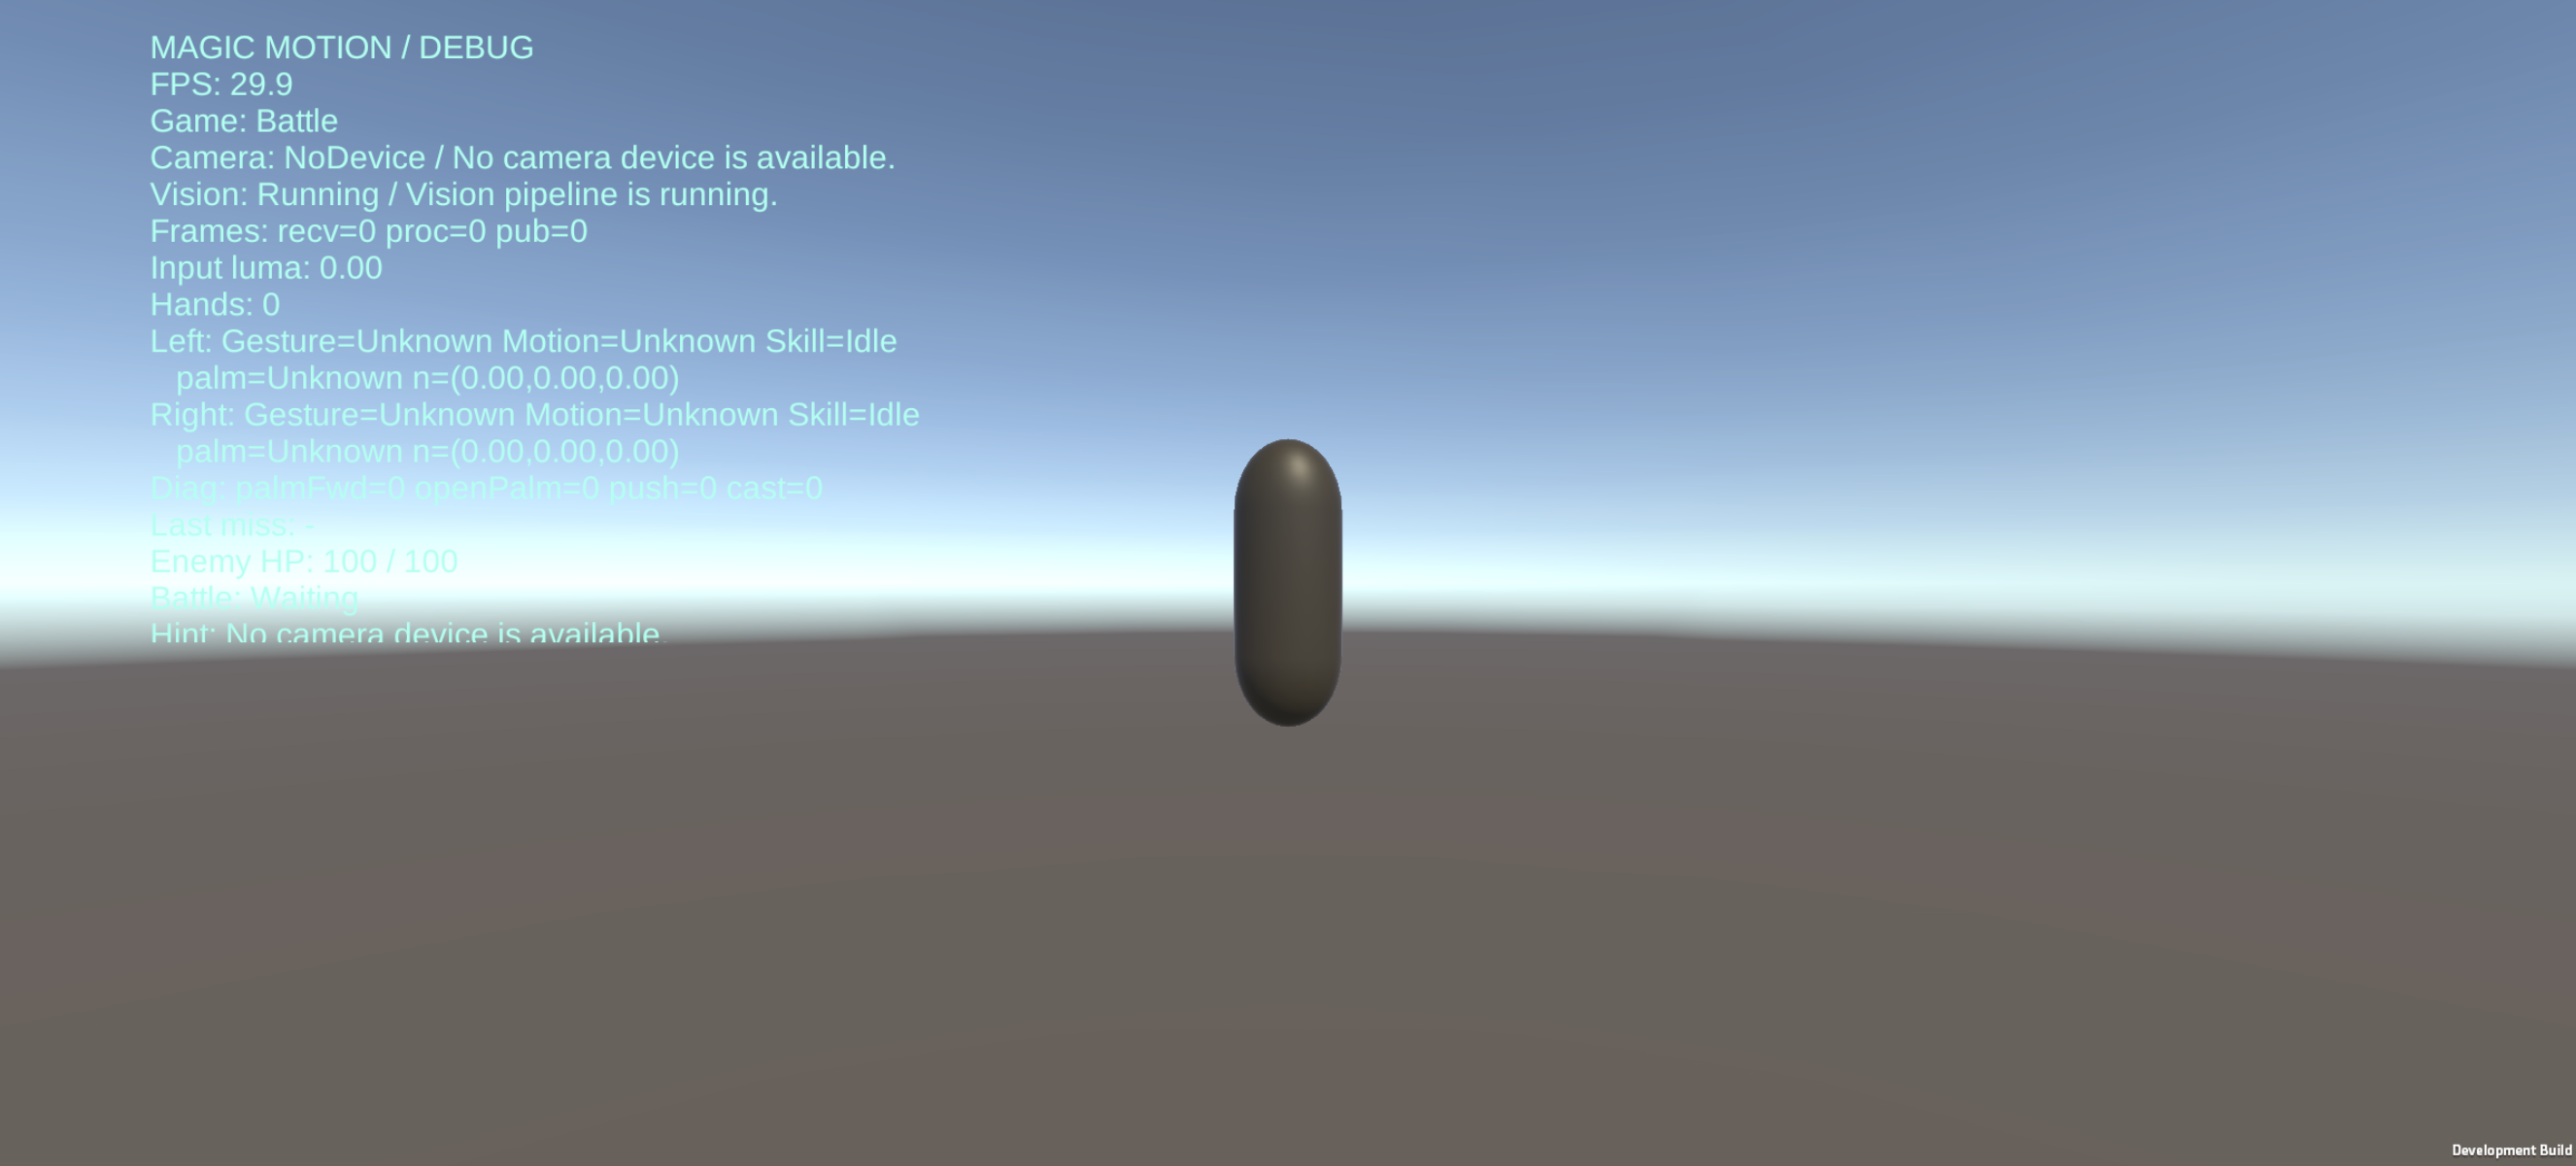 MAGIC MOTION / DEBUG
FPS: 29.9
Game: Battle
Camera: NoDevice / No camera device is available.
Vision: Running / Vision pipeline is running.
Frames: recv=0 proc=0 pub=0
Input luma: 0.00
Hands: 0
Left: Gesture=Unknown Motion=Unknown Skill=Idle
palm=Unknown n=(0.00,0.00,0.00)
Right: Gesture=Unknown Motion=Unknown Skill=Idle
palm=Unknown n=(0.00,0.00,0.00)
Diag: palmFwd=0 openPalm=0 push=0 cast=0
Last miss: -
Enemy HP: 100 / 100
Battle: Waiting
Hint: No camera device is available.
Development Build